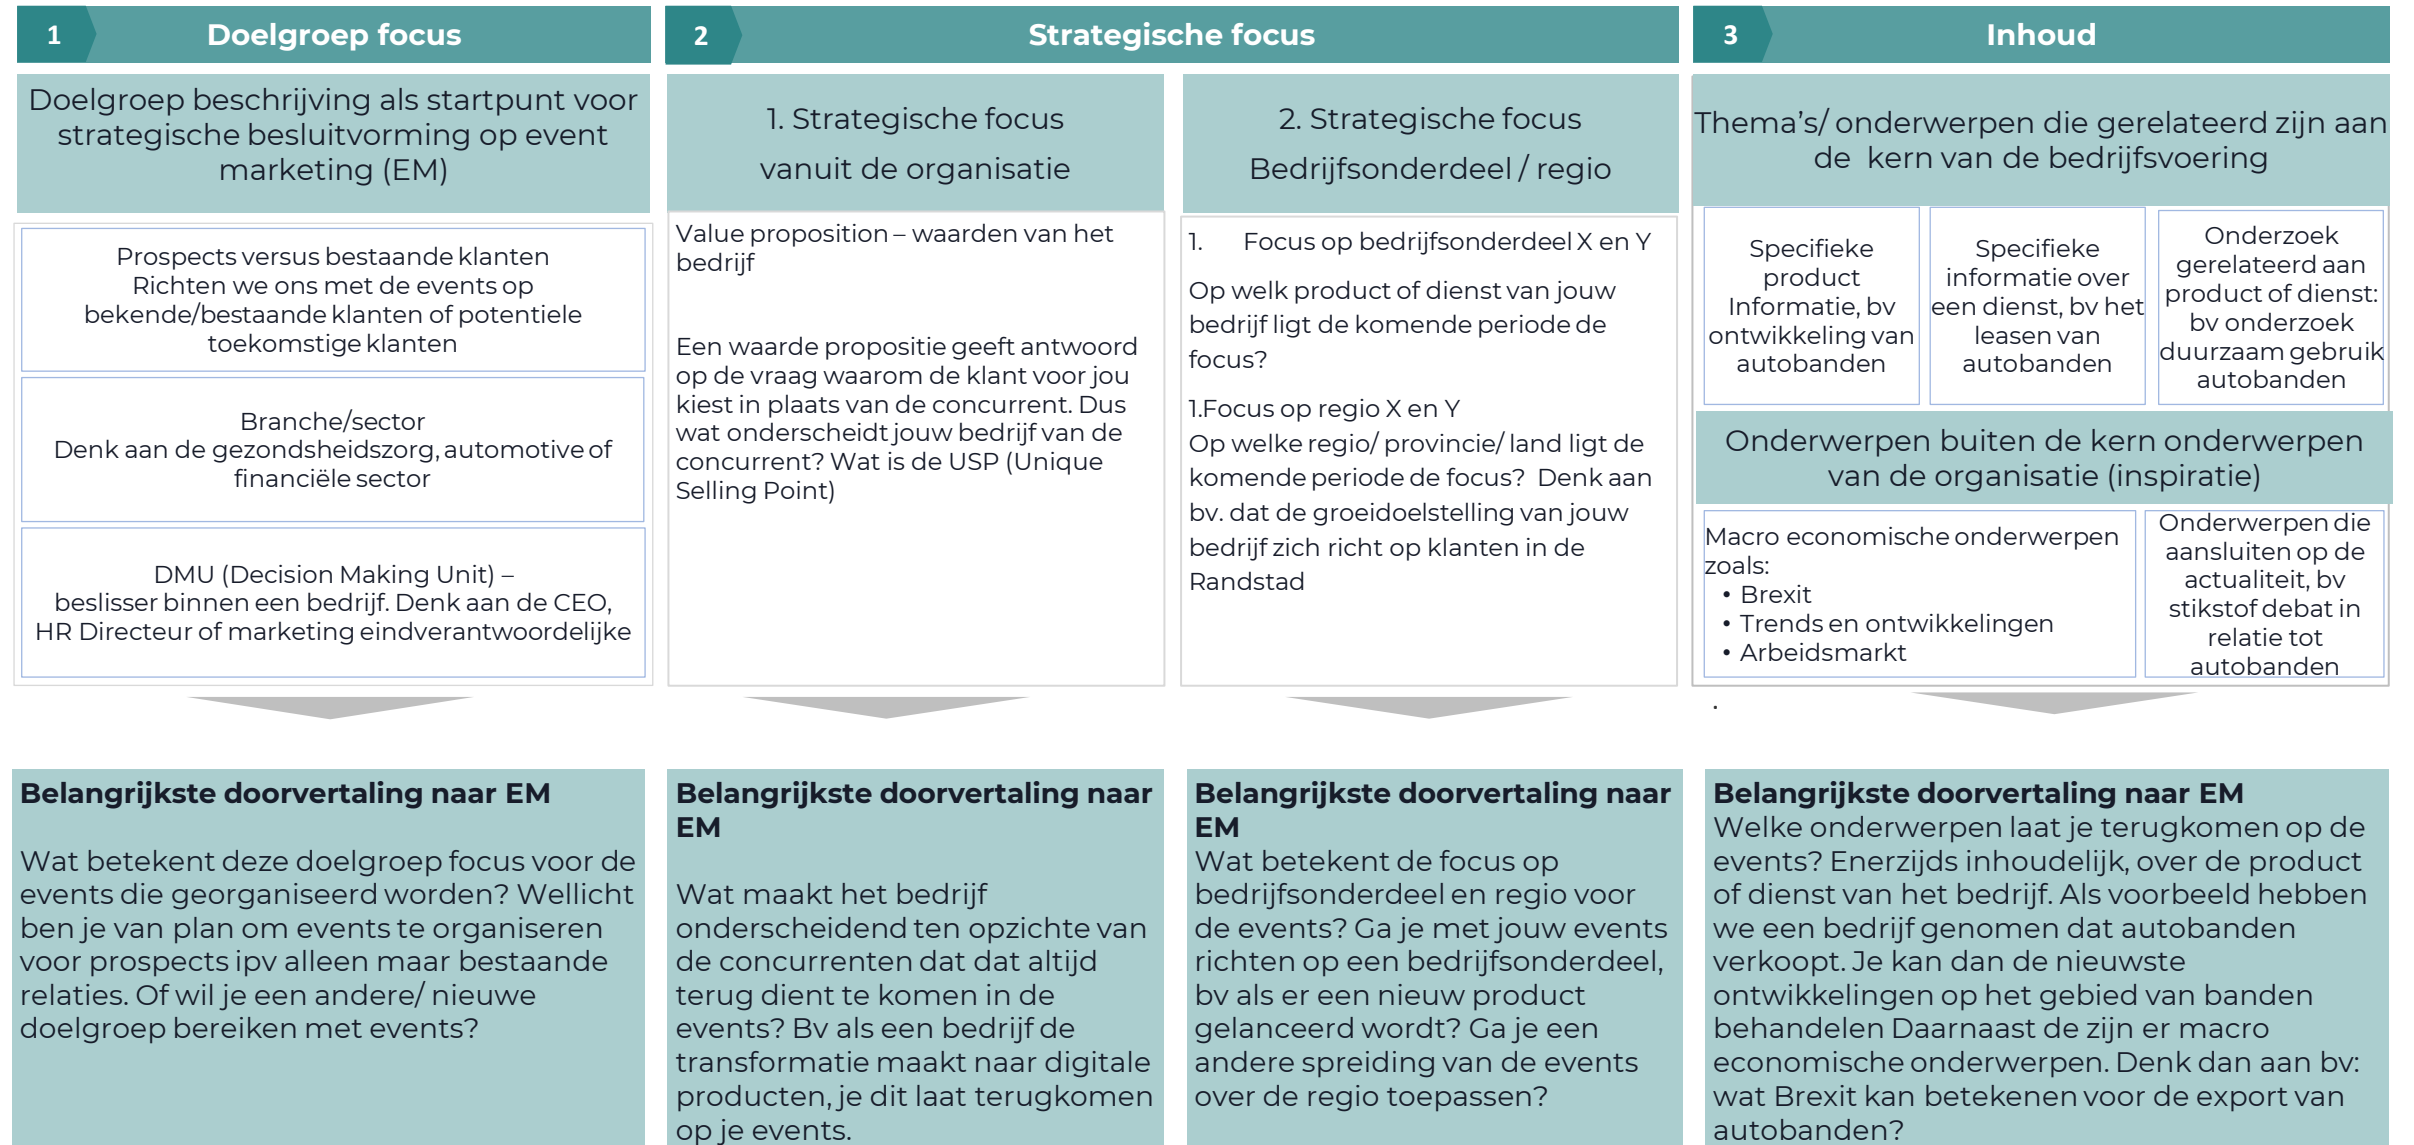 1
Doelgroep focus
Doelgroep beschrijving als startpunt voor
strategische besluitvorming op event
marketing (EM)
Prospects versus bestaande klanten
Richten we ons met de events op
bekende/bestaande klanten of potentiele
toekomstige klanten
Branche/sector
Denk aan de gezondsheidszorg, automotive of
financiële sector
DMU (Decision Making Unit) –
beslisser binnen een bedrijf. Denk aan de CEO,
HR Directeur of marketing eindverantwoordelijke
Belangrijkste doorvertaling naar EM
Wat betekent deze doelgroep focus voor de
events die georganiseerd worden? Wellicht
ben je van plan om events te organiseren
voor prospects ipv alleen maar bestaande
relaties. Of wil je een andere/ nieuwe
doelgroep bereiken met events?
2
Strategische focus
1. Strategische focus
vanuit de organisatie
Value proposition – waarden van het
bedrijf
Een waarde propositie geeft antwoord
op de vraag waarom de klant voor jou
kiest in plaats van de concurrent. Dus
wat onderscheidt jouw bedrijf van de
concurrent? Wat is de USP (Unique
Selling Point)
Belangrijkste doorvertaling naar
EM
Wat maakt het bedrijf
onderscheidend ten opzichte van
de concurrenten dat dat altijd
terug dient te komen in de
events? Bv als een bedrijf de
transformatie maakt naar digitale
producten, je dit laat terugkomen
op je events.
2. Strategische focus
Bedrijfsonderdeel / regio
1. Focus op bedrijfsonderdeel X en Y
Op welk product of dienst van jouw
bedrijf ligt de komende periode de
focus?
1.Focus op regio X en Y
Op welke regio/ provincie/ land ligt de
komende periode de focus? Denk aan
bv. dat de groeidoelstelling van jouw
bedrijf zich richt op klanten in de
Randstad
Belangrijkste doorvertaling naar
EM
Wat betekent de focus op
bedrijfsonderdeel en regio voor
de events? Ga je met jouw events
richten op een bedrijfsonderdeel,
bv als er een nieuw product
gelanceerd wordt? Ga je een
andere spreiding van de events
over de regio toepassen?
3
Inhoud
Thema's/ onderwerpen die gerelateerd zijn aan
de kern van de bedrijfsvoering
Specifieke
product
Informatie, bv
ontwikkeling van
autobanden
Specifieke
informatie over
een dienst, bv het
leasen van
autobanden
Onderzoek
gerelateerd aan
product of dienst:
bv onderzoek
duurzaam gebruik
autobanden
Onderwerpen buiten de kern onderwerpen
van de organisatie (inspiratie)
Macro economische onderwerpen
zoals:
• Brexit
• Trends en ontwikkelingen
• Arbeidsmarkt
Onderwerpen die
aansluiten op de
actualiteit, bv
stikstof debat in
relatie tot
autobanden
.
Belangrijkste doorvertaling naar EM
Welke onderwerpen laat je terugkomen op de
events? Enerzijds inhoudelijk, over de product
of dienst van het bedrijf. Als voorbeeld hebben
we een bedrijf genomen dat autobanden
verkoopt. Je kan dan de nieuwste
ontwikkelingen op het gebied van banden
behandelen Daarnaast de zijn er macro
economische onderwerpen. Denk dan aan bv:
wat Brexit kan betekenen voor de export van
autobanden?